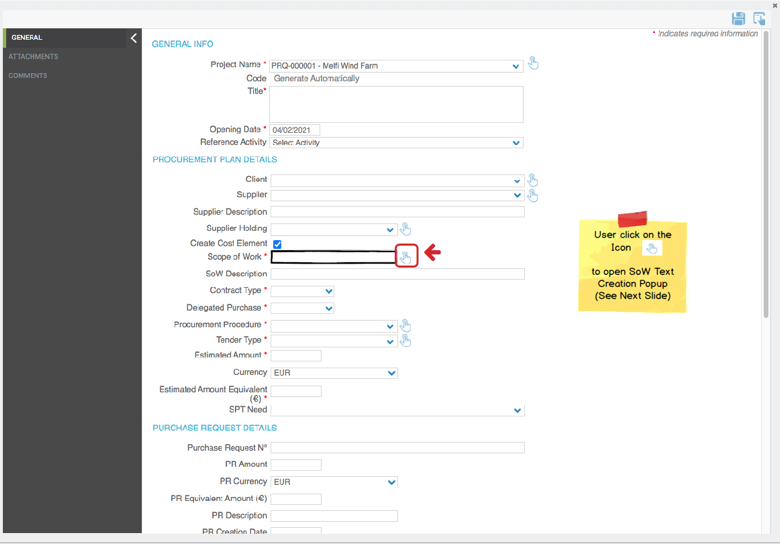 * Indicates required information
GENERAL
ATTACHMENTS
COMMENTS
GENERAL INFO
Project Name * PRQ-000001 - Melfi Wind Farm
Code Generate Automatically
Title*
Opening Date * 04/02/2021
Reference Activity Select Activity
PROCUREMENT PLAN DETAILS
Client
Supplier
Supplier Description
Supplier Holding
Create Cost Element
Scope of Work *
SoW Description
Contract Type *
Delegated Purchase *
Procurement Procedure *
Tender Type *
Estimated Amount *
Currency EUR
Estimated Amount Equivalent
(€) *
SPT Need
PURCHASE REQUEST DETAILS
Purchase Request N°
PR Amount
PR Currency EUR
PR Equivalent Amount (€)
PR Description
PR Creation Date
User click on the
Icon
to open SoW Text
Creation Popup
(See Next Slide)